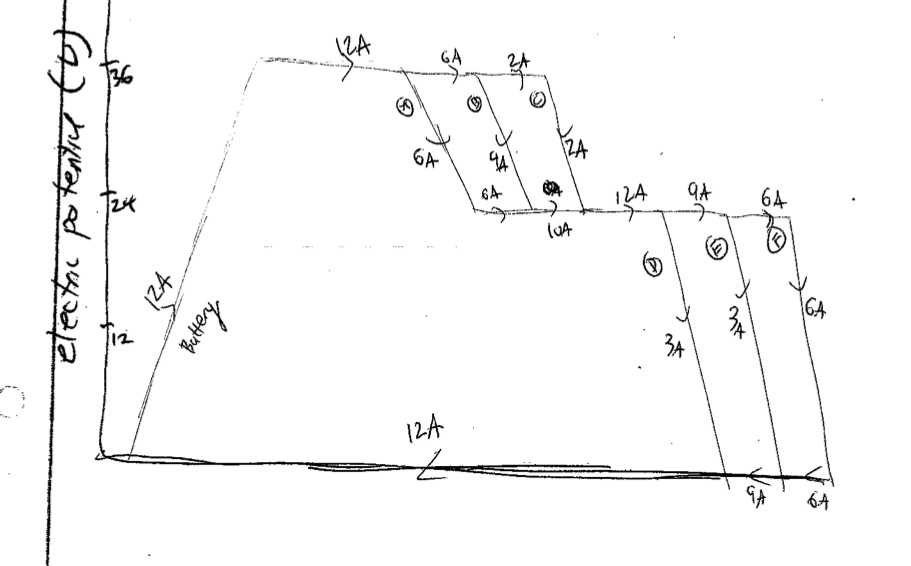 electric potential (V)
36
24
12
12A
6A
2A
A
B
C
6A
9A
2A
6A
10A
12A
9A
6A
D
E
F
3A
3A
6A
12A
Battery
12A
9A
6A